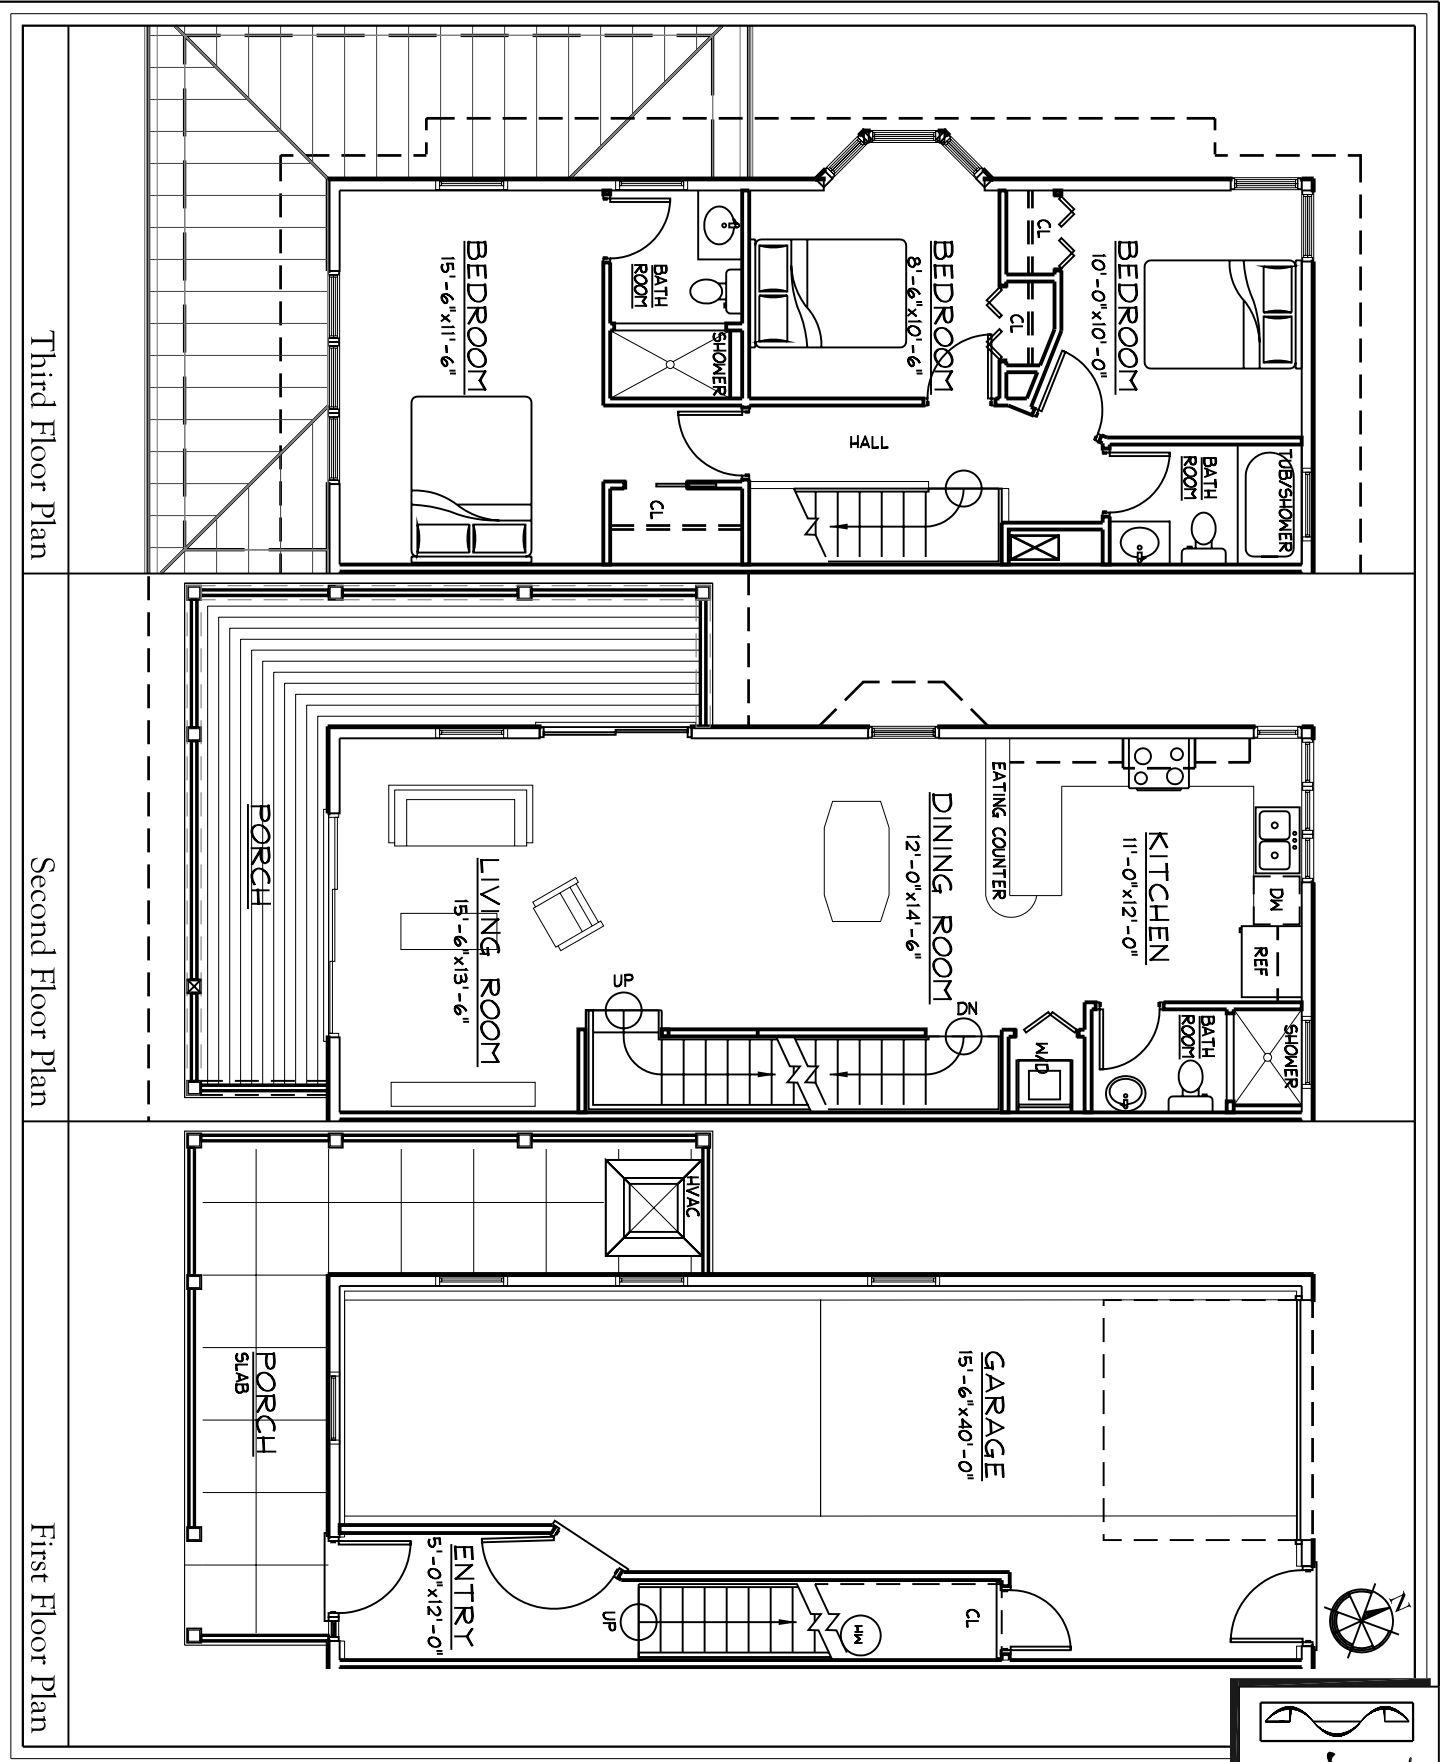 Third Floor Plan
BEDROOM
15'-6"x11'-6"
BATH
ROOM
SHOWER
CL
BEDROOM
8'-6"x10'-6"
HALL
CL
CL
BEDROOM
10'-0"x10'-0"
BATH
ROOM
TUB/SHOWER
Second Floor Plan
PORCH
LIVING ROOM
15'-6"x13'-6"
UP
DINING ROOM
12'-0"x14'-6"
DN
EATING COUNTER
KITCHEN
11'-0"x12'-0"
DW
REF
W/D
BATH
ROOM
SHOWER
First Floor Plan
PORCH
SLAB
HVAC
GARAGE
15'-6"x40'-0"
ENTRY
5'-0"x12'-0"
UP
HW
CL
N